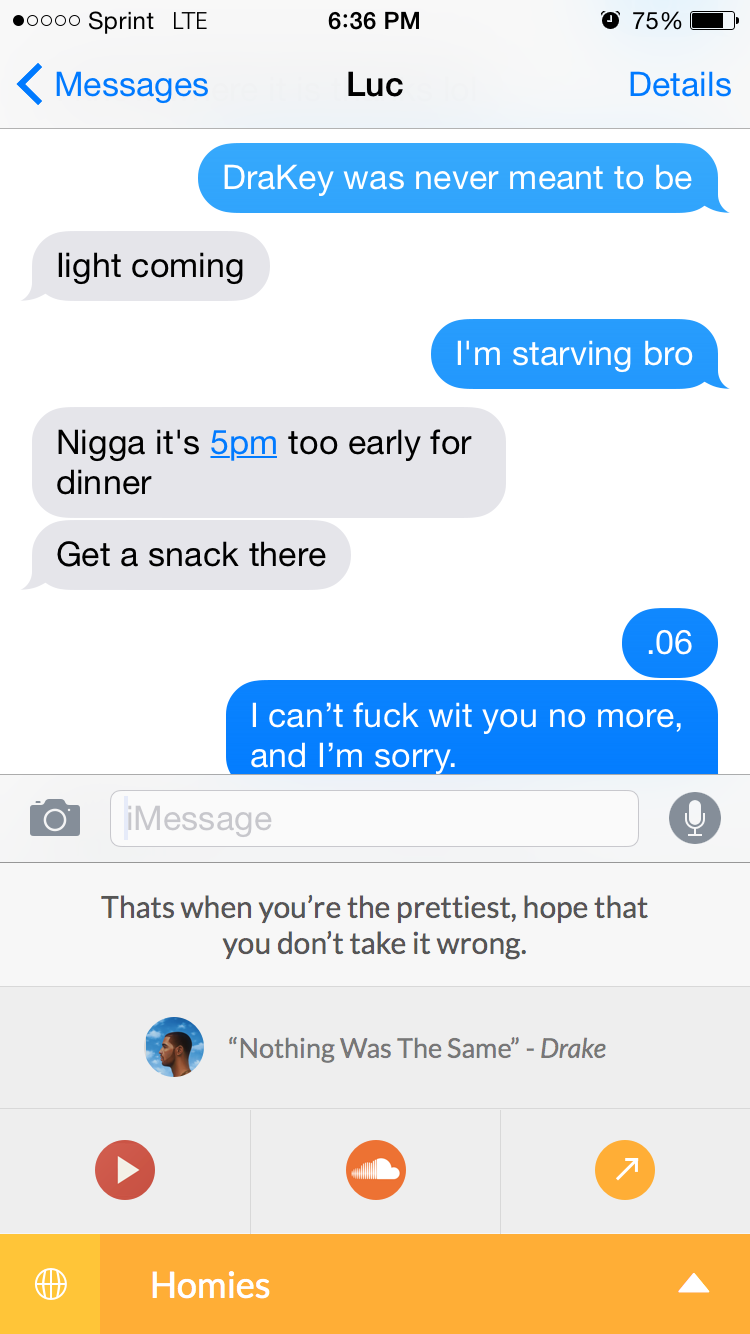 Sprint LTE 6:36 PM 75%
Messages Luc Details
DraKey was never meant to be
light coming
I'm starving bro
Nigga it's 5pm too early for
dinner
Get a snack there
.06
I can’t fuck wit you no more,
and I’m sorry.
iMessage
Thats when you’re the prettiest, hope that
you don’t take it wrong.
“Nothing Was The Same” - Drake
Homies